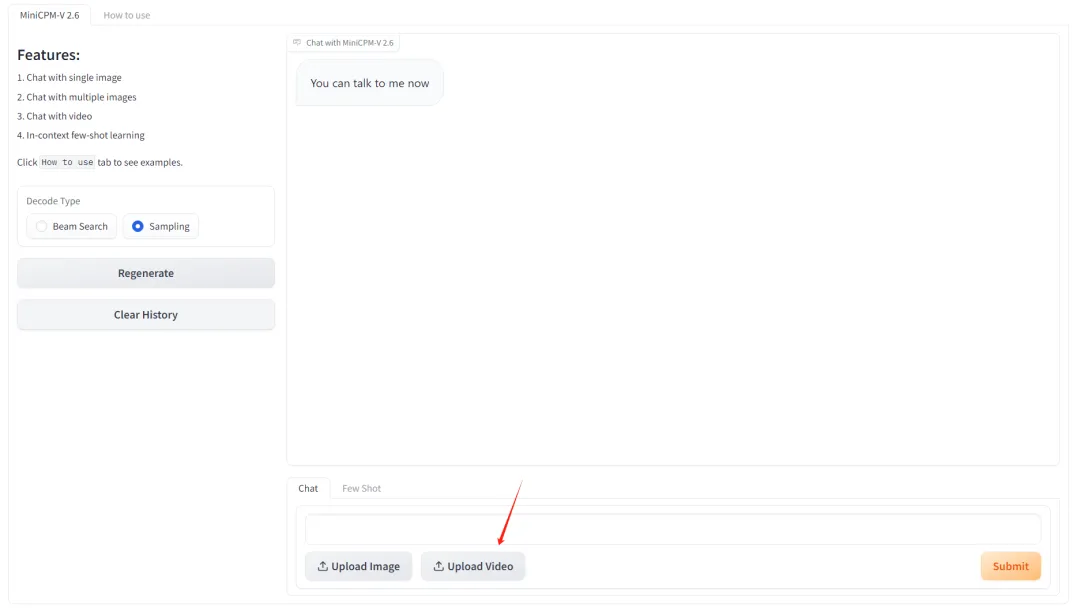 MiniCPM-V 2.6
How to use
Features:
1. Chat with single image
2. Chat with multiple images
3. Chat with video
4. In-context few-shot learning
Click How to use tab to see examples.
Decode Type
Beam Search
Sampling
Regenerate
Clear History
Chat with MiniCPM-V 2.6
You can talk to me now
Chat
Few Shot
Upload Image
Upload Video
Submit